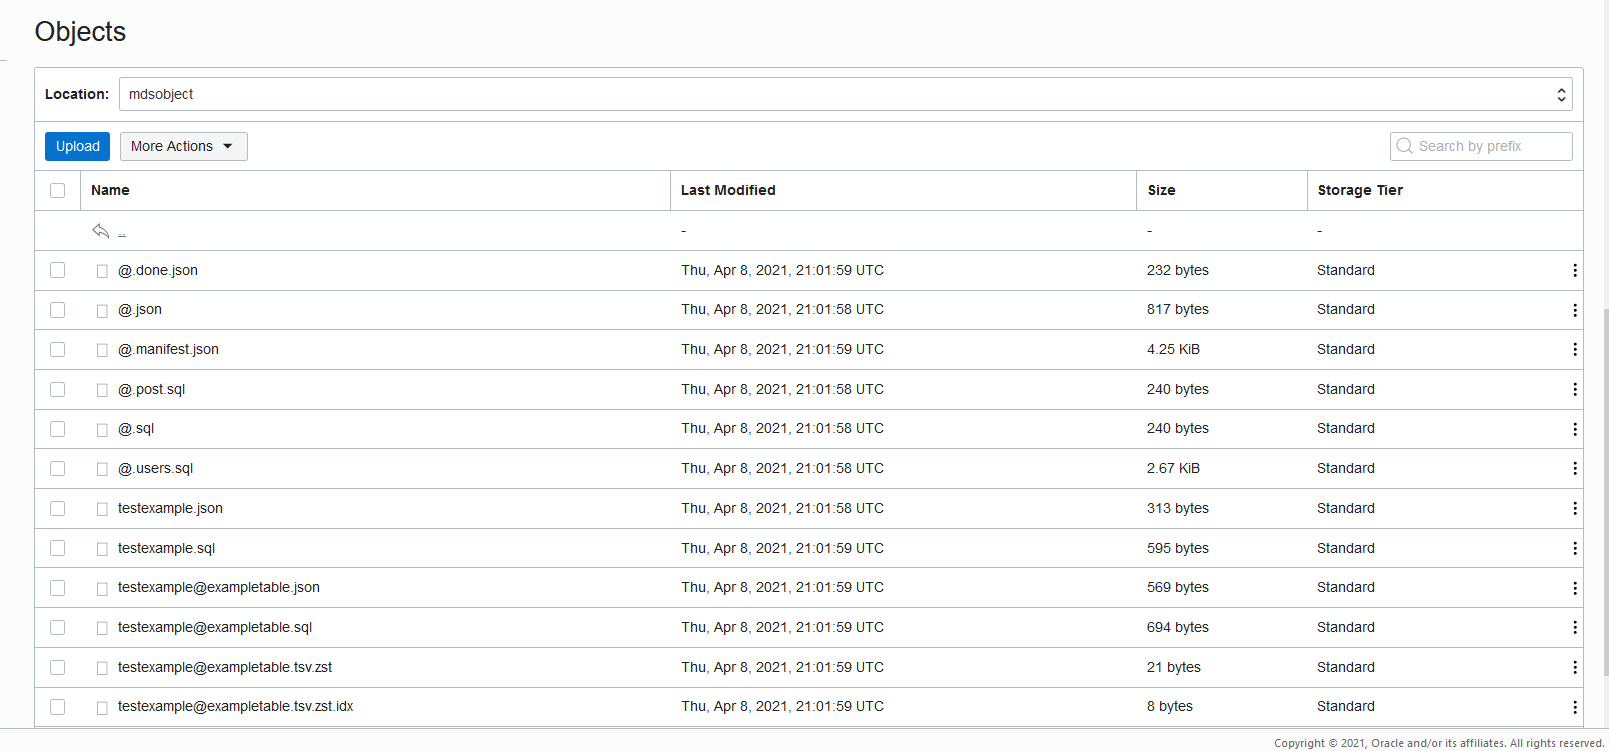 Objects
Location: mdsobject
Upload More Actions Search by prefix
Name Last Modified Size Storage Tier
.. - - -
@.done.json Thu, Apr 8, 2021, 21:01:59 UTC 232 bytes Standard
@.json Thu, Apr 8, 2021, 21:01:58 UTC 817 bytes Standard
@.manifest.json Thu, Apr 8, 2021, 21:01:59 UTC 4.25 KiB Standard
@.post.sql Thu, Apr 8, 2021, 21:01:58 UTC 240 bytes Standard
@.sql Thu, Apr 8, 2021, 21:01:58 UTC 240 bytes Standard
@.users.sql Thu, Apr 8, 2021, 21:01:58 UTC 2.67 KiB Standard
testexample.json Thu, Apr 8, 2021, 21:01:58 UTC 313 bytes Standard
testexample.sql Thu, Apr 8, 2021, 21:01:59 UTC 595 bytes Standard
testexample@exampletable.json Thu, Apr 8, 2021, 21:01:59 UTC 569 bytes Standard
testexample@exampletable.sql Thu, Apr 8, 2021, 21:01:59 UTC 694 bytes Standard
testexample@exampletable.tsv.zst Thu, Apr 8, 2021, 21:01:59 UTC 21 bytes Standard
testexample@exampletable.tsv.zst.idx Thu, Apr 8, 2021, 21:01:59 UTC 8 bytes Standard
Copyright © 2021, Oracle and/or its affiliates. All rights reserved.